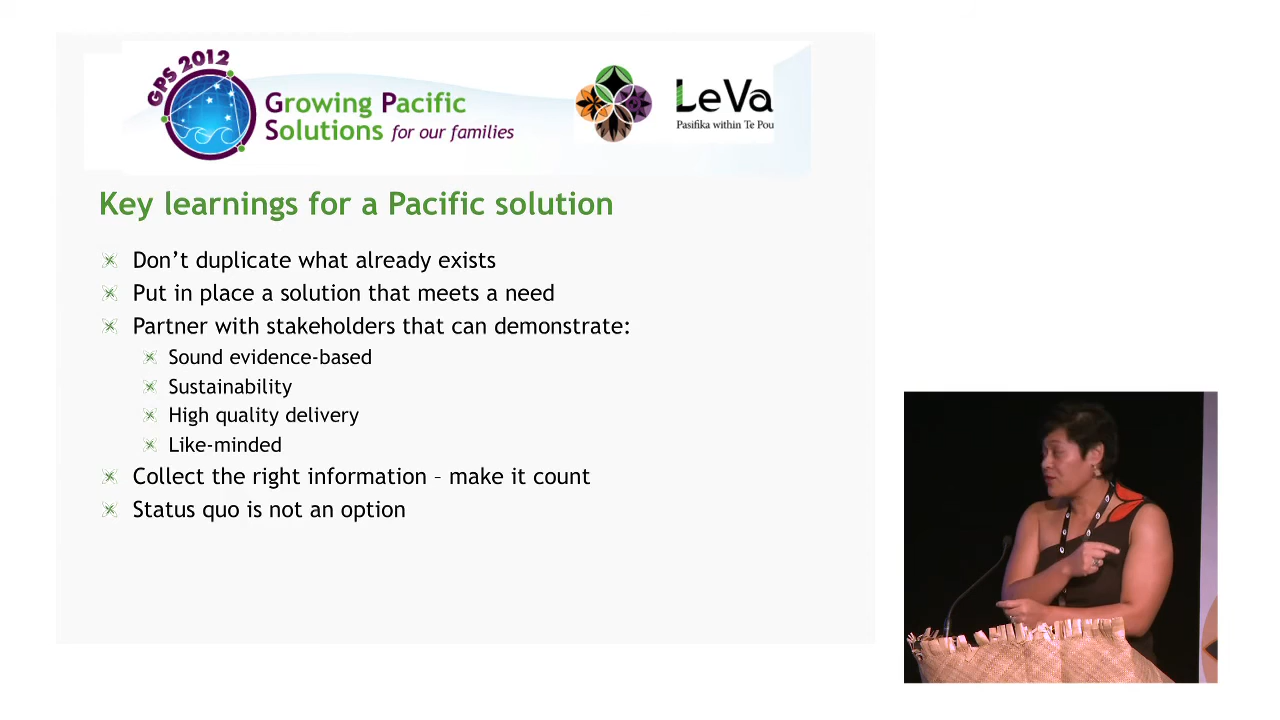 GPS 2012
Growing Pacific
Solutions for our families
Le Va
Pasifika within Te Pou
Key learnings for a Pacific solution
Don’t duplicate what already exists
Put in place a solution that meets a need
Partner with stakeholders that can demonstrate:
Sound evidence-based
Sustainability
High quality delivery
Like-minded
Collect the right information – make it count
Status quo is not an option